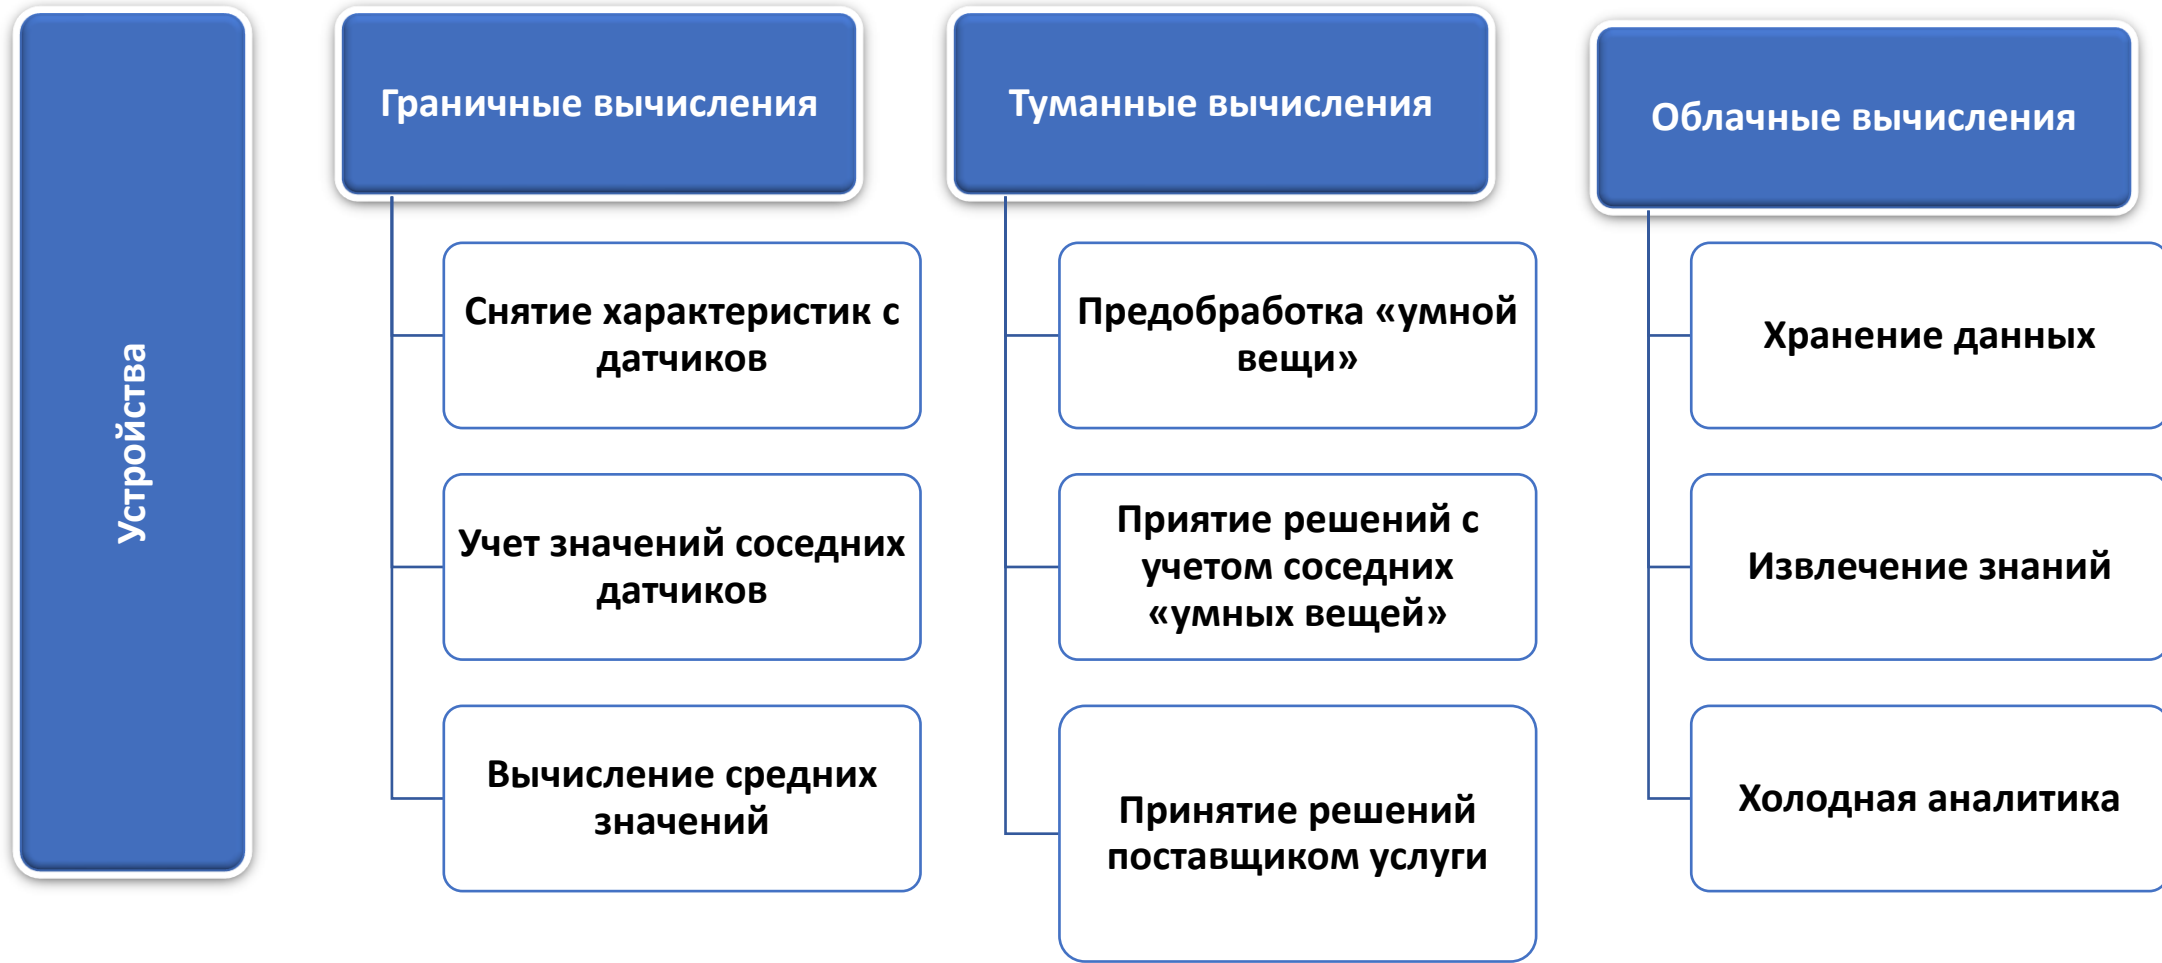 Устройства
Граничные вычисления
Снятие характеристик с
датчиков
Учет значений соседних
датчиков
Вычисление средних
значений
Туманные вычисления
Предобработка «умной
вещи»
Приятие решений с
учетом соседних
«умных вещей»
Принятие решений
поставщиком услуги
Облачные вычисления
Хранение данных
Извлечение знаний
Холодная аналитика